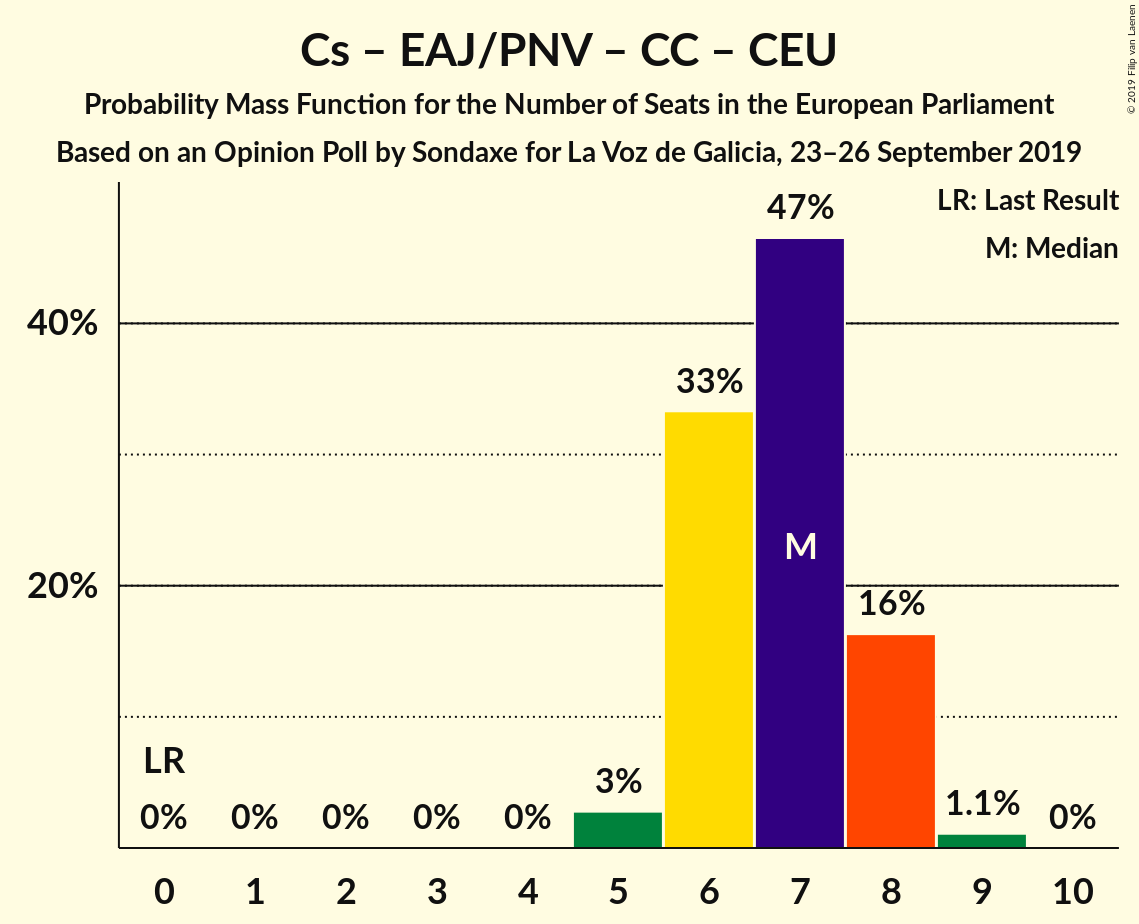 Cs – EAJ/PNV – CC – CEU
Probability Mass Function for the Number of Seats in the European Parliament
Based on an Opinion Poll by Sondaxe for La Voz de Galicia, 23–26 September 2019
© 2019 Filip van Laenen
LR: Last Result
M: Median
47%
40%
33%
M
20%
16%
LR
3%
1.1%
0% 0% 0% 0% 0% 0%
0 1 2 3 4 5 6 7 8 9 10